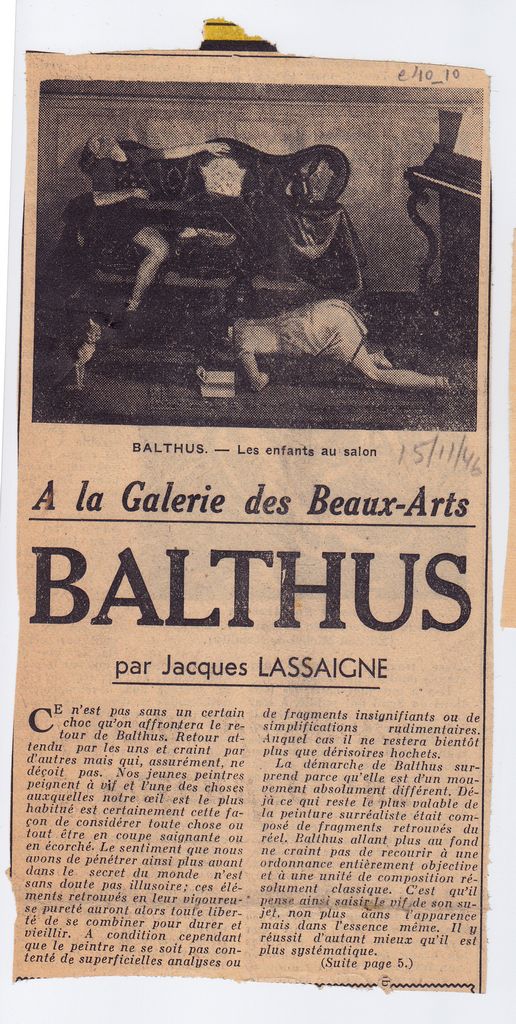 e40_10
BALTHUS. — Les enfants au salon
15/11/46
A la Galerie des Beaux-Arts
BALTHUS
par Jacques LASSAIGNE
CE n'est pas sans un certain
choc qu'on affrontera le re-
tour de Balthus. Retour at-
tendu par les uns et craint par
d'autres mais qui, assurément, ne
déçoit pas. Nos jeunes peintres
peignent à vif et l'une des choses
auxquelles notre œil est le plus
habitué est certainement cette fa-
çon de considérer toute chose ou
tout être en coupe saignante ou
en écorché. Le sentiment que nous
avons de pénétrer ainsi plus avant
dans le secret du monde n'est
sans doute pas illusoire ; ces élé-
ments retrouvés en leur vigoureu-
se pureté auront alors toute liber-
té de se combiner pour durer et
vieillir. A condition cependant
que le peintre ne se soit pas con-
tenté de superficielles analyses ou
de fragments insignifiants ou de
simplifications rudimentaires.
Auquel cas il ne restera bientôt
plus que dérisoires hochets.
La démarche de Balthus sur-
prend parce qu'elle est d'un mou-
vement absolument différent. Dé-
jà ce qui reste le plus valable de
la peinture surréaliste était com-
posé de fragments retrouvés du
réel. Balthus allant plus au fond
ne craint pas de recourir à une
ordonnance entièrement objective
et à une unité de composition ré-
solument classique. C'est qu'il
pense ainsi saisir le vif de son su-
jet, non plus dans l'apparence
mais dans l'essence même. Il y
réussit d'autant mieux qu'il est
plus systématique.
(Suite page 5.)